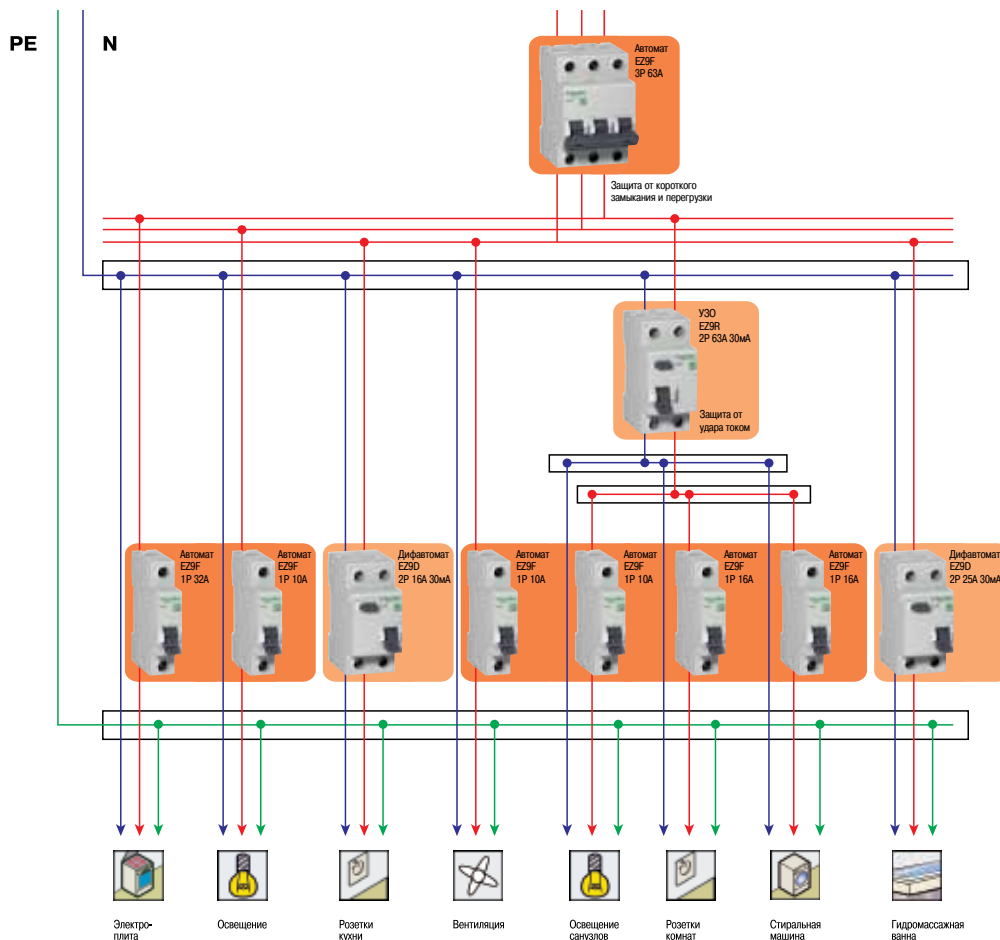 PE
N
Автомат
EZ9F
3P 63A
Защита от короткого
замыкания и перегрузки
УЗО
EZ9R
2P 63A 30мА
Защита от
удара током
Автомат
EZ9F
1P 32A
Автомат
EZ9F
1P 10A
Дифавтомат
EZ9D
2P 16A 30мА
Автомат
EZ9F
1P 10A
Автомат
EZ9F
1P 10A
Автомат
EZ9F
1P 16A
Автомат
EZ9F
1P 16A
Дифавтомат
EZ9D
2P 25A 30мА
Электро-
плита
Освещение
Розетки
кухни
Вентиляция
Освещение
санузлов
Розетки
комнат
Стиральная
машина
Гидромассажная
ванна